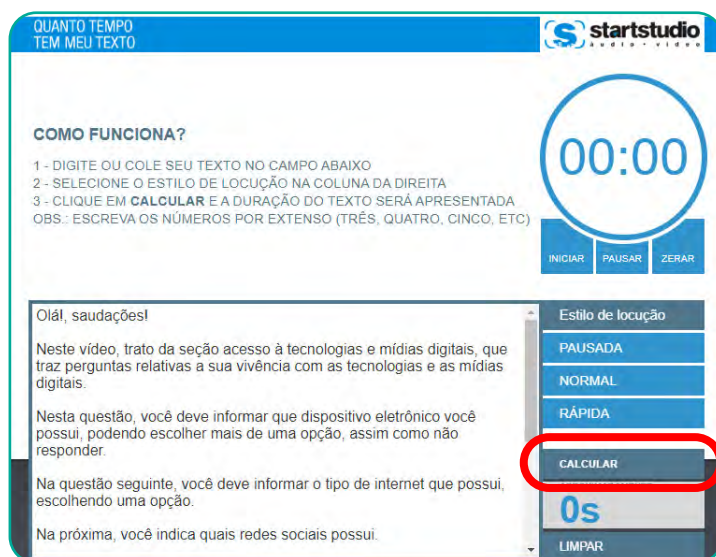 QUANTO TEMPO
TEM MEU TEXTO
startstudio
audio · video
COMO FUNCIONA?
1 - DIGITE OU COLE SEU TEXTO NO CAMPO ABAIXO
2 - SELECIONE O ESTILO DE LOCUÇÃO NA COLUNA DA DIREITA
3 - CLIQUE EM CALCULAR E A DURAÇÃO DO TEXTO SERÁ APRESENTADA
OBS.: ESCREVA OS NÚMEROS POR EXTENSO (TRÊS, QUATRO, CINCO, ETC)
00:00
INICIAR PAUSAR ZERAR
Olá!, saudações!
Neste vídeo, trato da seção acesso à tecnologias e mídias digitais, que
traz perguntas relativas a sua vivência com as tecnologias e as mídias
digitais.
Nesta questão, você deve informar que dispositivo eletrônico você
possui, podendo escolher mais de uma opção, assim como não
responder.
Na questão seguinte, você deve informar o tipo de internet que possui,
escolhendo uma opção.
Na próxima, você indica quais redes sociais possui.
Estilo de locução
PAUSADA
NORMAL
RÁPIDA
CALCULAR
0s
LIMPAR